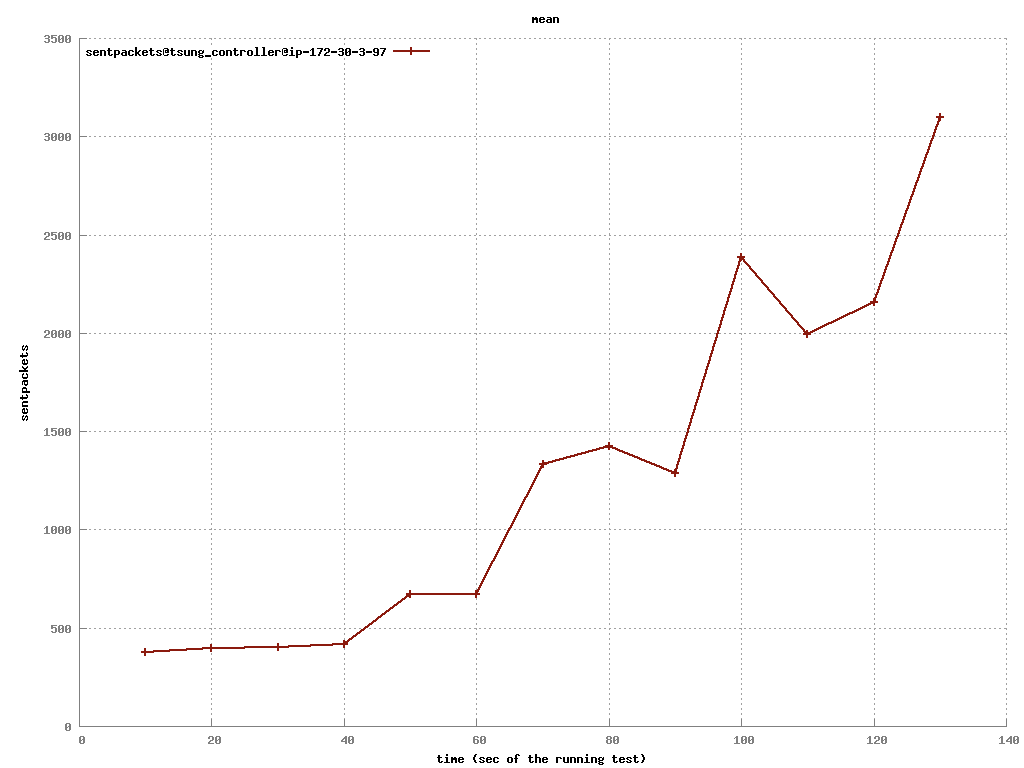 mean
sentpackets@tsung_controller@ip-172-30-3-97
3500
3000
2500
2000
1500
1000
500
0
sentpackets
0 20 40 60 80 100 120 140
time (sec of the running test)